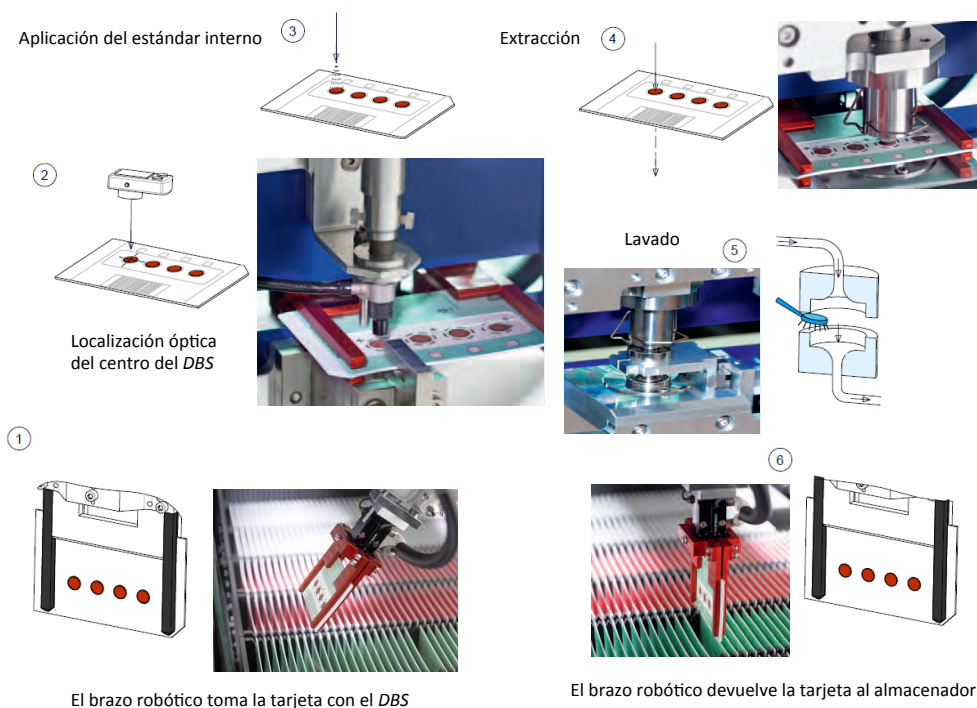 Aplicación del estándar interno
3
Extracción
4
2
Lavado
5
Localización óptica
del centro del DBS
1
6
El brazo robótico toma la tarjeta con el DBS
El brazo robótico devuelve la tarjeta al almacenador